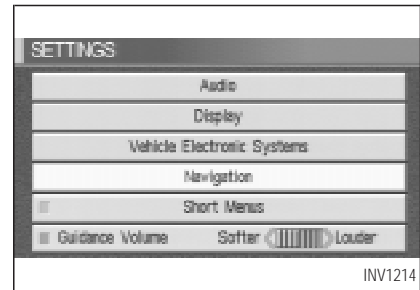 SETTINGS
Audio
Display
Vehicle Electronic Systems
Navigation
Short Menus
Guidance Volume Softer Louder
INV1214